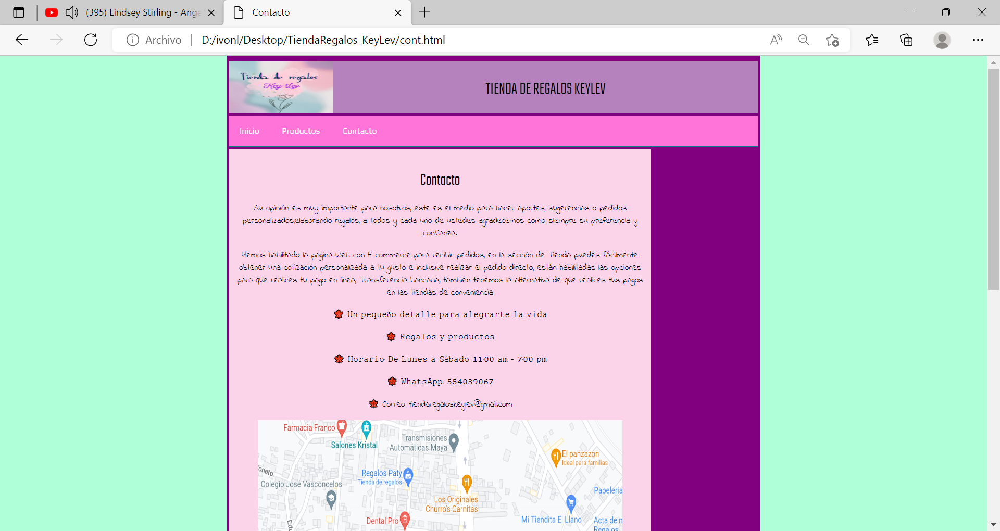 (395) Lindsey Stirling - Ange
Contacto
Archivo
D:/ivonl/Desktop/TiendaRegalos_KeyLev/cont.html
Tienda de regalos
Key-Lev
TIENDA DE REGALOS KEYLEV
Inicio Productos Contacto
Contacto
Su opinión es muy importante para nosotros, este es el medio para hacer aportes, sugerencias o pedidos
personalizados,elaborando regalos, a todos y cada uno de ustedes agradecemos como siempre su preferencia y
confianza.
Hemos habilitado la pagina web con E-commerce para recibir pedidos, en la sección de Tienda puedes fácilmente
obtener una cotización personalizada a tu gusto e inclusive realizar el pedido directo, están habilitadas las opciones
para que realices tu pago en línea, Transferencia bancaria, también tenemos la alternativa de que realices tus pagos
en las tiendas de conveniencia
Un pequeño detalle para alegrarte la vida
Regalos y productos
Horario: De Lunes a Sábado 11:00 am - 7:00 pm
WhatsApp: 554039067
Correo: tiendaregaloskeylev@gmail.com
Farmacia Franco
Salones Kristal
Transmisiones
Automáticas Maya
El panzazon
Ideal para familias
Soneto
Regalos Paty
Tienda de regalos
Colegio José Vasconcelos
Los Originales
Churro's Carnitas
Papeleria
Mi Tiendita El Llano
Dental Pro
Acta de n
Regalos
Edu